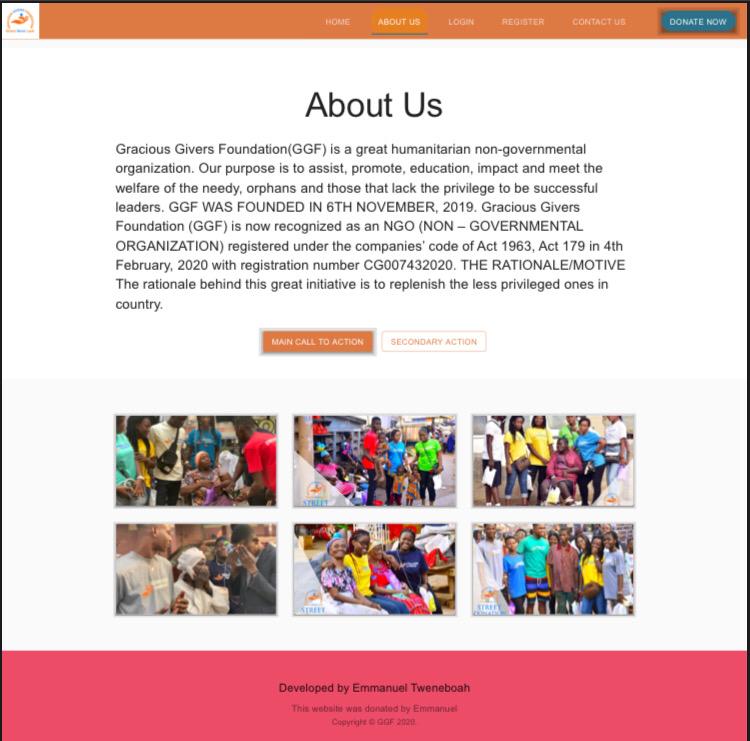 HOME ABOUT US LOGIN REGISTER CONTACT US DONATE NOW
About Us
Gracious Givers Foundation(GGF) is a great humanitarian non-governmental
organization. Our purpose is to assist, promote, education, impact and meet the
welfare of the needy, orphans and those that lack the privilege to be successful
leaders. GGF WAS FOUNDED IN 6TH NOVEMBER, 2019. Gracious Givers
Foundation (GGF) is now recognized as an NGO (NON – GOVERNMENTAL
ORGANIZATION) registered under the companies' code of Act 1963, Act 179 in 4th
February, 2020 with registration number CG007432020. THE RATIONALE/MOTIVE
The rationale behind this great initiative is to replenish the less privileged ones in
country.
MAIN CALL TO ACTION SECONDARY ACTION
STREET
STREET
STREET
DONATION
Developed by Emmanuel Tweneboah
This website was donated by Emmanuel
Copyright © GGF 2020.